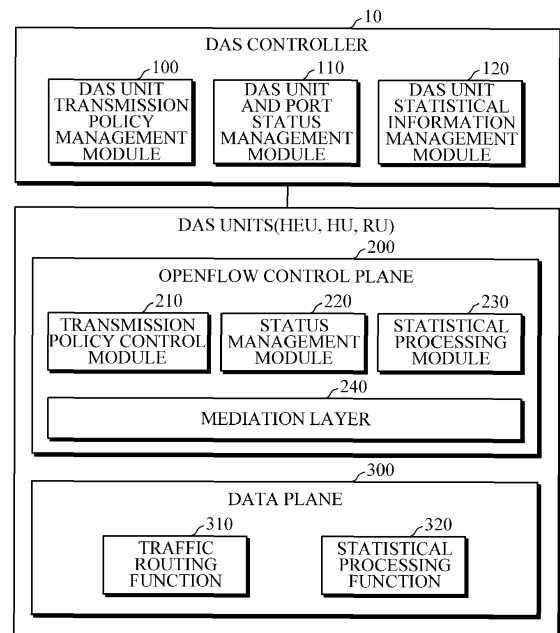 10
DAS CONTROLLER
100
DAS UNIT
TRANSMISSION
POLICY
MANAGEMENT
MODULE
110
DAS UNIT
AND PORT
STATUS
MANAGEMENT
MODULE
120
DAS UNIT
STATISTICAL
INFORMATION
MANAGEMENT
MODULE
DAS UNITS(HEU, HU, RU)
200
OPENFLOW CONTROL PLANE
210
TRANSMISSION
POLICY CONTROL
MODULE
220
STATUS
MANAGEMENT
MODULE
230
STATISTICAL
PROCESSING
MODULE
240
MEDIATION LAYER
300
DATA PLANE
310
TRAFFIC
ROUTING
FUNCTION
320
STATISTICAL
PROCESSING
FUNCTION